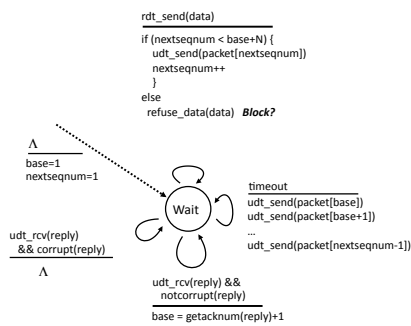 rdt_send(data)
if (nextseqnum < base+N) {
udt_send(packet[nextseqnum])
nextseqnum++
}
else
refuse_data(data) Block?
Λ
base=1
nextseqnum=1
Wait
timeout
udt_send(packet[base])
udt_send(packet[base+1])
...
udt_send(packet[nextseqnum-1])
udt_rcv(reply)
&& corrupt(reply)
Λ
udt_rcv(reply) &&
notcorrupt(reply)
base = getacknum(reply)+1